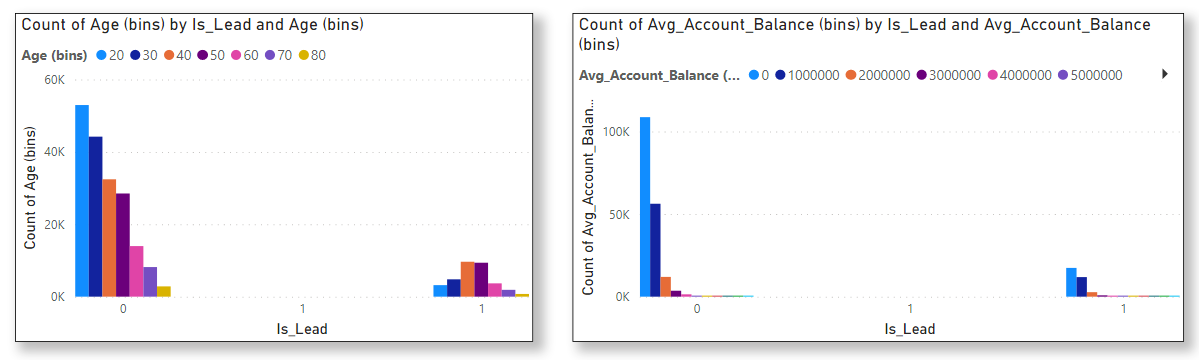 Count of Age (bins) by Is_Lead and Age (bins)
Age (bins) 20 30 40 50 60 70 80
60K
40K
20K
0K
Count of Age (bins)
0 1 1
Is_Lead
Count of Avg_Account_Balance (bins) by Is_Lead and Avg_Account_Balance
(bins)
Avg_Account_Balance (... 0 1000000 2000000 3000000 4000000 5000000
100K
50K
0K
Count of Avg_Account_Balan...
0 1 1
Is_Lead